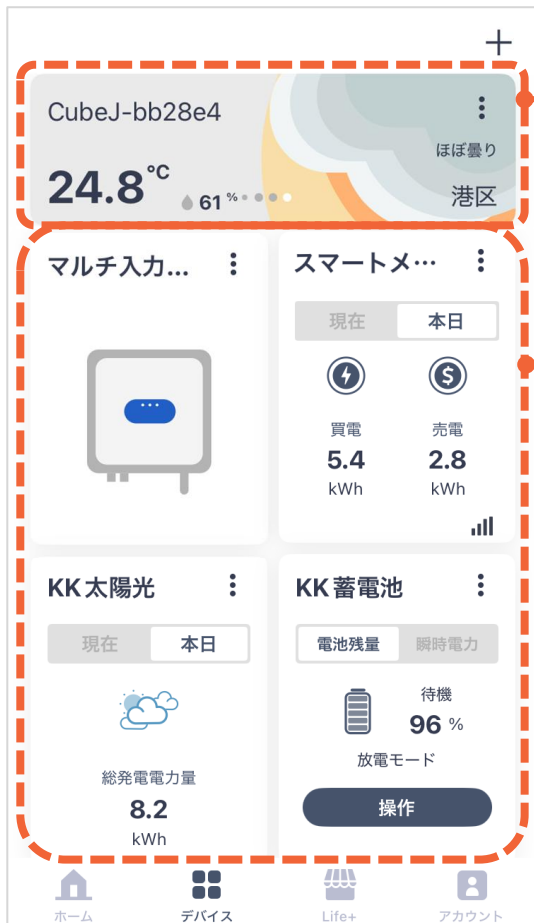 CubeJ-bb28e4
ほぼ曇り
24.8℃
61 %
港区
マルチ入力...
スマートメ…
現在 本日
買電 売電
5.4 2.8
kWh kWh
KK太陽光
KK蓄電池
現在 本日
電池残量 瞬時電力
待機
96 %
放電モード
総発電電力量
8.2
kWh
操作
ホーム デバイス Life+ アカウント